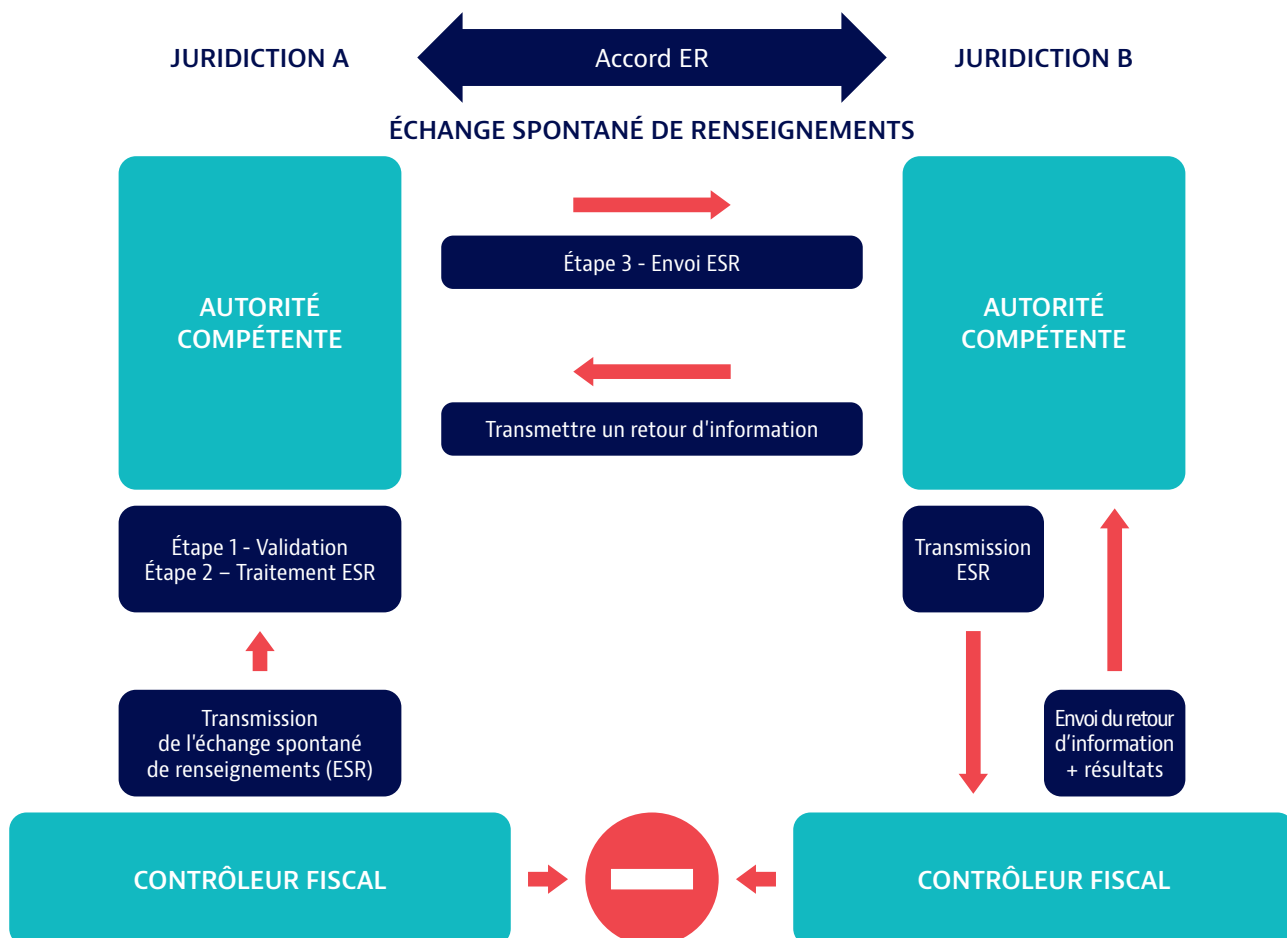 JURIDICTION A
Accord ER
JURIDICTION B
ÉCHANGE SPONTANÉ DE RENSEIGNEMENTS
AUTORITÉ
COMPÉTENTE
Étape 3 - Envoi ESR
Transmettre un retour d'information
AUTORITÉ
COMPÉTENTE
Étape 1 - Validation
Étape 2 – Traitement ESR
Transmission
ESR
Transmission
de l'échange spontané
de renseignements (ESR)
Envoi du retour
d'information
+ résultats
CONTRÔLEUR FISCAL
CONTRÔLEUR FISCAL